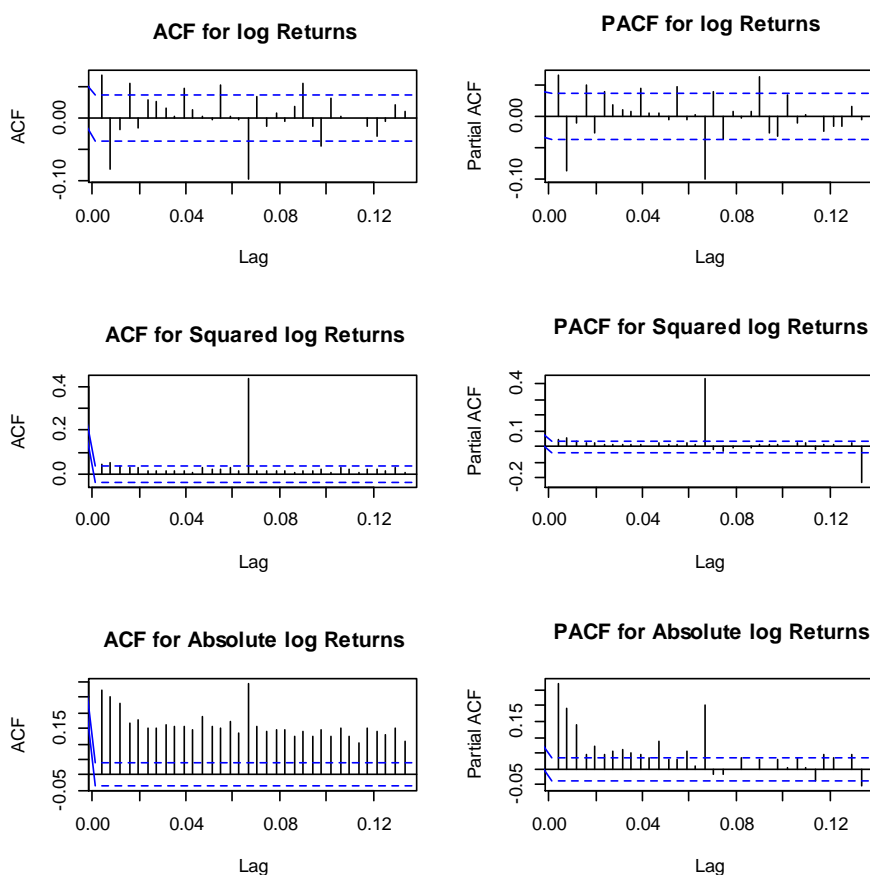 ACF for log Returns
ACF
0.00
-0.10
0.00 0.04 0.08 0.12
Lag
PACF for log Returns
Partial ACF
0.00
-0.10
0.00 0.04 0.08 0.12
Lag
ACF for Squared log Returns
ACF
0.4
0.2
0.0
0.00 0.04 0.08 0.12
Lag
PACF for Squared log Returns
Partial ACF
0.4
0.1
-0.2
0.00 0.04 0.08 0.12
Lag
ACF for Absolute log Returns
ACF
0.15
-0.05
0.00 0.04 0.08 0.12
Lag
PACF for Absolute log Returns
Partial ACF
0.15
-0.05
0.00 0.04 0.08 0.12
Lag